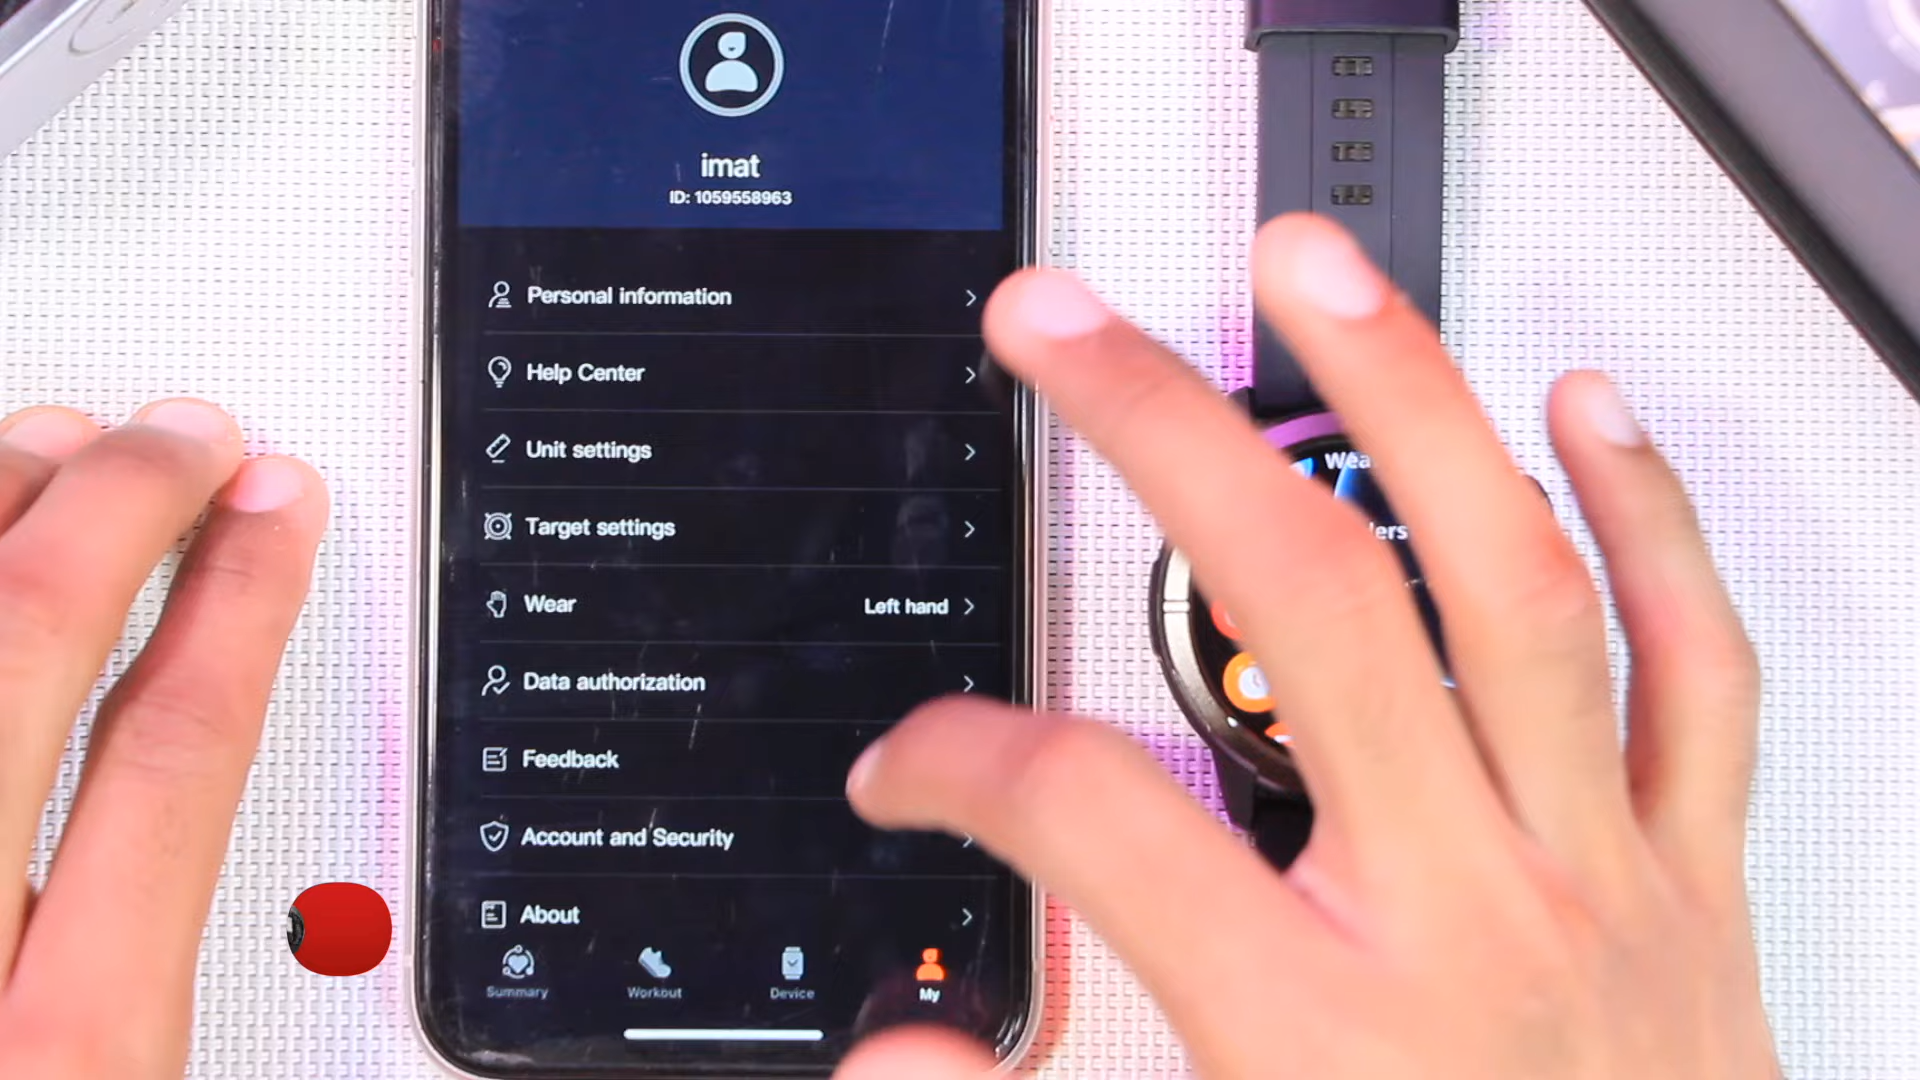 imat
ID: 1059558963
Personal information
Help Center
Unit settings
Target settings
Wear
Left hand
Data authorization
Feedback
Account and Security
About
Summary
Workout
Device
My